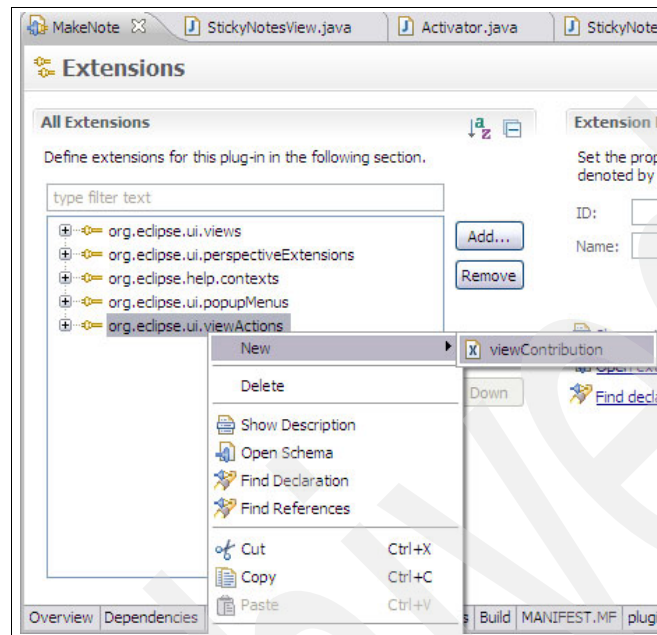 MakeNote
StickyNotesView.java
Activator.java
StickyNote
Extensions
All Extensions
Define extensions for this plug-in in the following section.
type filter text
org.eclipse.ui.views
org.eclipse.ui.perspectiveExtensions
org.eclipse.help.contexts
org.eclipse.ui.popupMenus
org.eclipse.ui.viewActions
Add...
Remove
Down
Extension
Set the prop
denoted by
ID:
Name:
Find decla
New
viewContribution
Delete
Show Description
Open Schema
Find Declaration
Find References
Cut Ctrl+X
Copy Ctrl+C
Paste Ctrl+V
Overview Dependencies
Build MANIFEST.MF plug